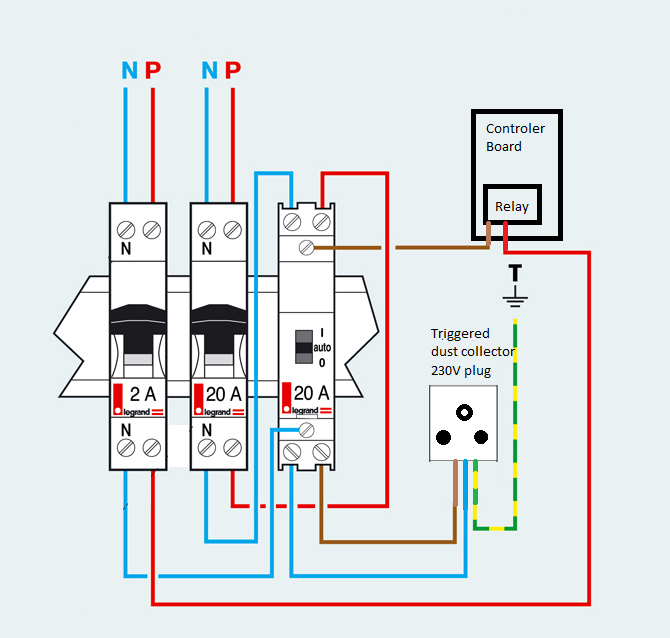 N P N P
Controler
Board
Relay
N
N
T
I
auto
0
Triggered
dust collector
230V plug
2 A
20 A
20 A
legrand
legrand
legrand
N
N